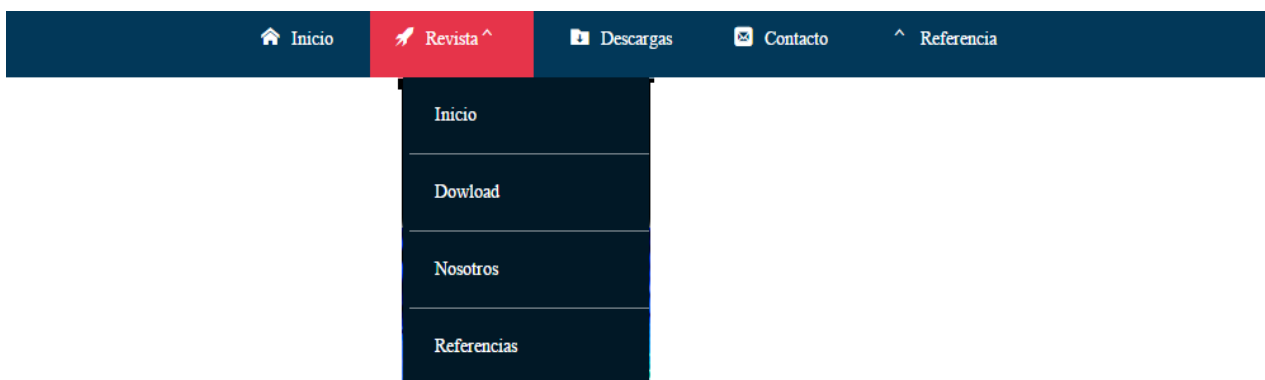 Inicio Revista ^ Descargas Contacto ^ Referencia
Inicio
Dowload
Nosotros
Referencias